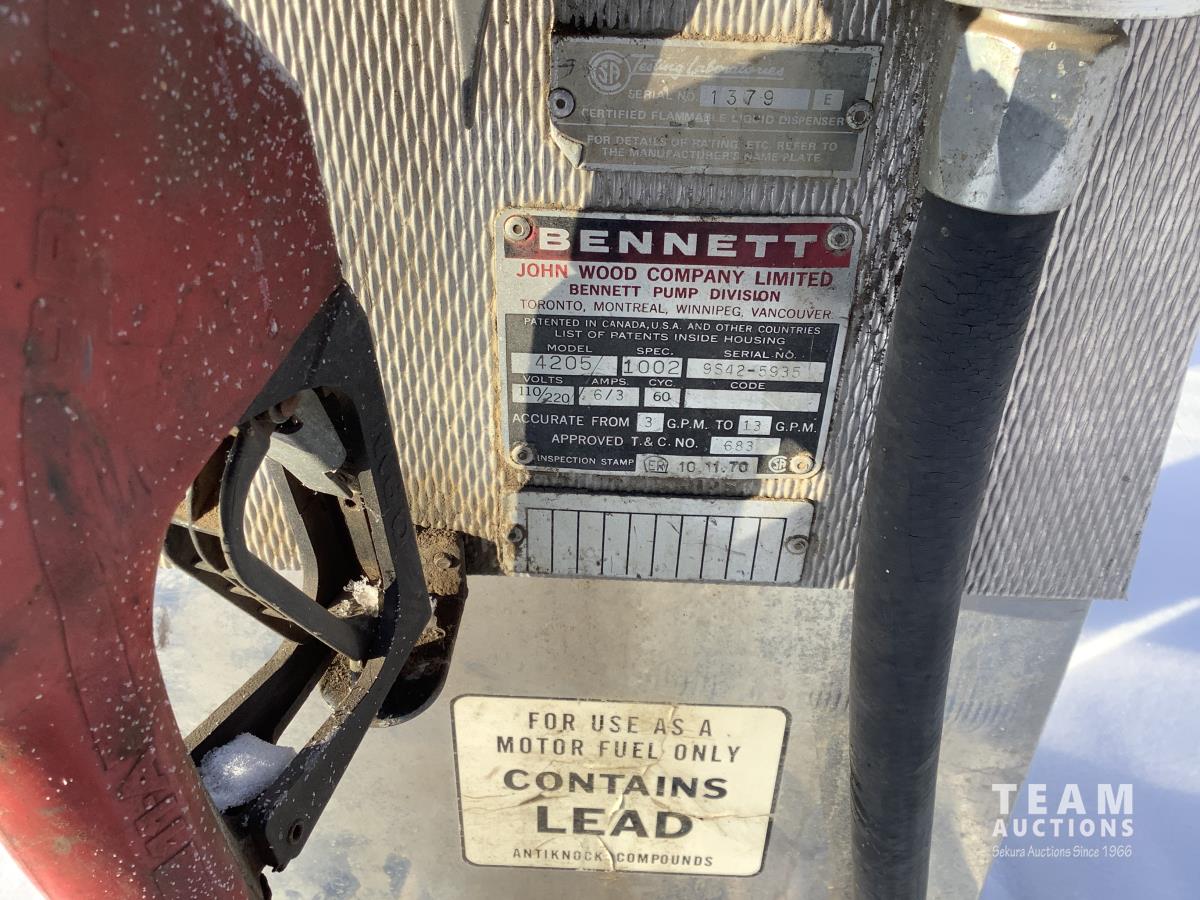 SA Testing Laboratories
SERIAL NO. 1379 E
CERTIFIED FLAMMABLE LIQUID DISPENSER
FOR DETAILS OF RATING, ETC. REFER TO
THE MANUFACTURER'S NAME PLATE
BENNETT
JOHN WOOD COMPANY LIMITED
BENNETT PUMP DIVISION
TORONTO, MONTREAL, WINNIPEG, VANCOUVER
PATENTED IN CANADA, U.S.A. AND OTHER COUNTRIES
LIST OF PATENTS INSIDE HOUSING
MODEL SPEC. SERIAL NO.
4205 1002 9S42-5935
VOLTS AMPS. CYC. CODE
110/220 6/3 60
ACCURATE FROM 3 G.P.M. TO 13 G.P.M.
APPROVED T. & C. NO. 683
INSPECTION STAMP ER 10.11.70 SA
FOR USE AS A
MOTOR FUEL ONLY
CONTAINS
LEAD
ANTIKNOCK COMPOUNDS
TEAM
AUCTIONS
Sekura Auctions Since 1966